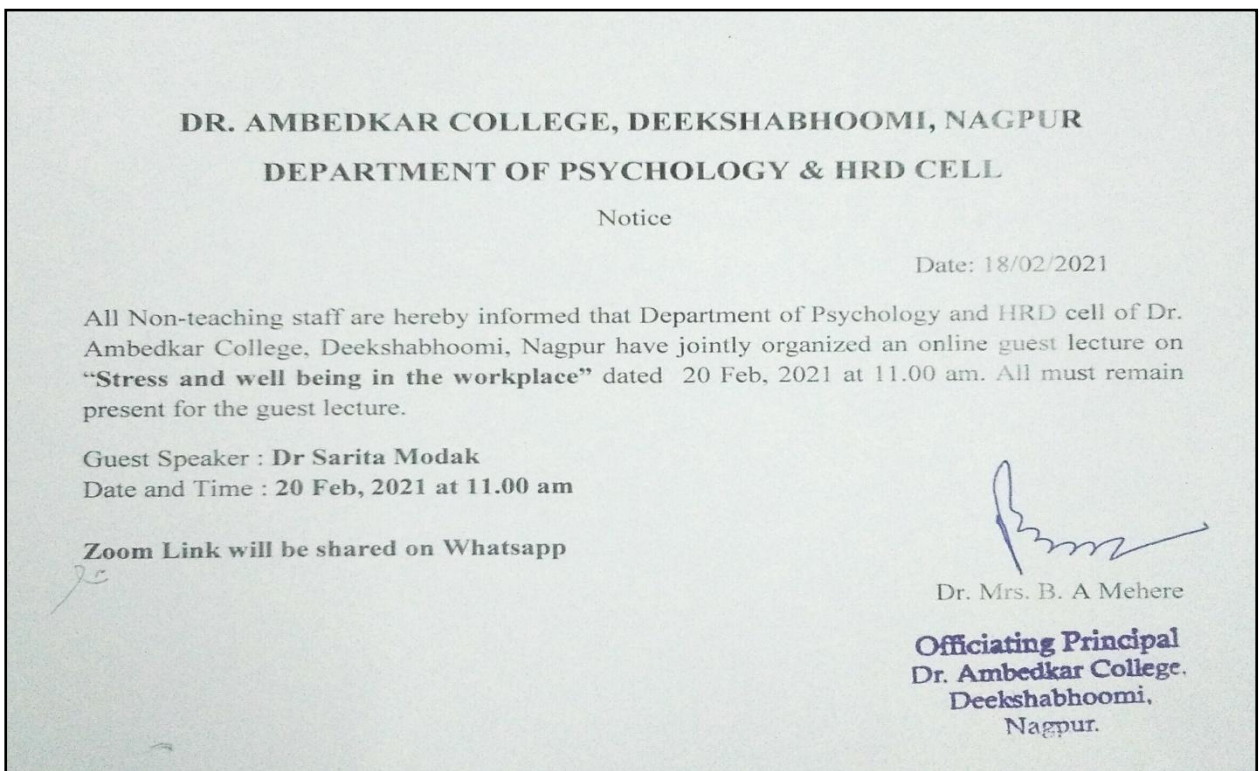 DR. AMBEDKAR COLLEGE, DEEKSHABHOOMI, NAGPUR
DEPARTMENT OF PSYCHOLOGY & HRD CELL
Notice
Date: 18/02/2021
All Non-teaching staff are hereby informed that Department of Psychology and HRD cell of Dr.
Ambedkar College, Deekshabhoomi, Nagpur have jointly organized an online guest lecture on
“Stress and well being in the workplace” dated 20 Feb, 2021 at 11.00 am. All must remain
present for the guest lecture.
Guest Speaker : Dr Sarita Modak
Date and Time : 20 Feb, 2021 at 11.00 am
Zoom Link will be shared on Whatsapp
Dr. Mrs. B. A Mehere
Officiating Principal
Dr. Ambedkar College,
Deekshabhoomi,
Nagpur.